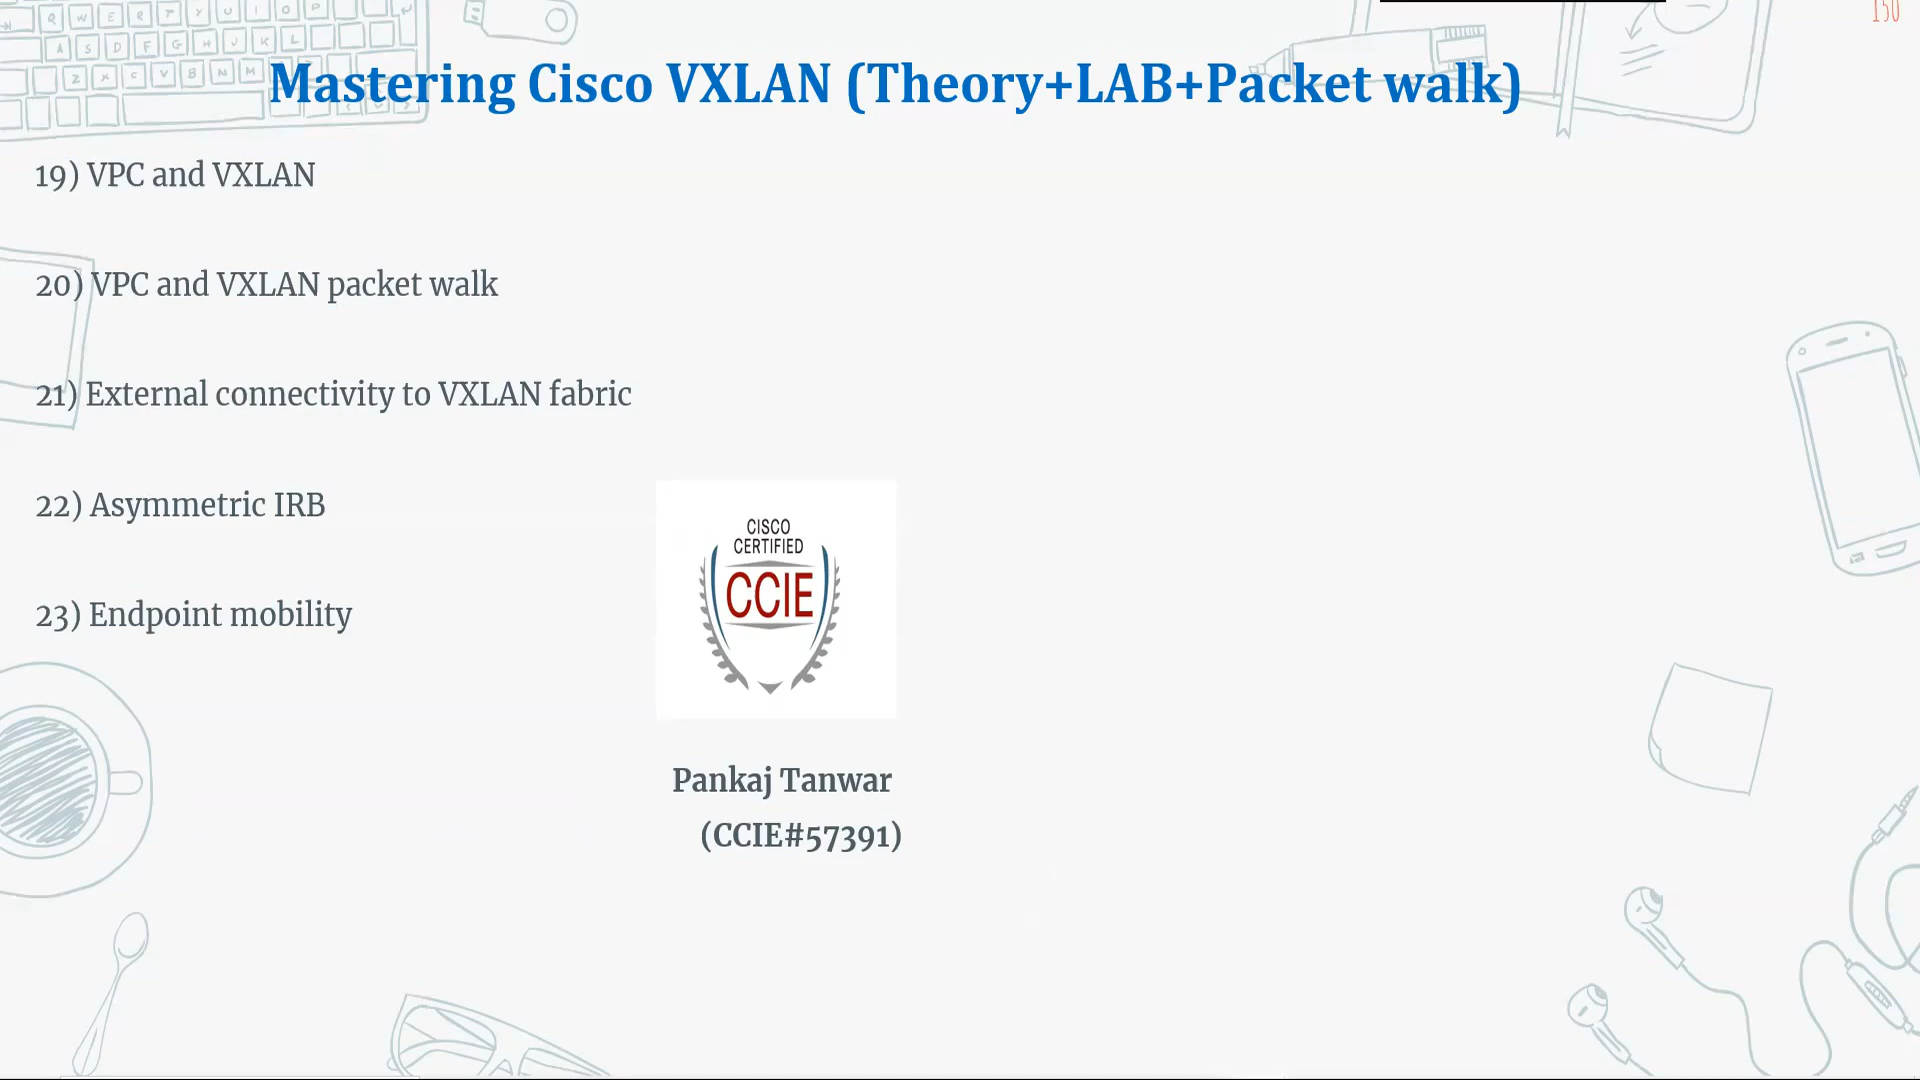 150
Mastering Cisco VXLAN (Theory+LAB+Packet walk)
19) VPC and VXLAN
20) VPC and VXLAN packet walk
21) External connectivity to VXLAN fabric
22) Asymmetric IRB
23) Endpoint mobility
CISCO
CERTIFIED
CCIE
Pankaj Tanwar
(CCIE#57391)